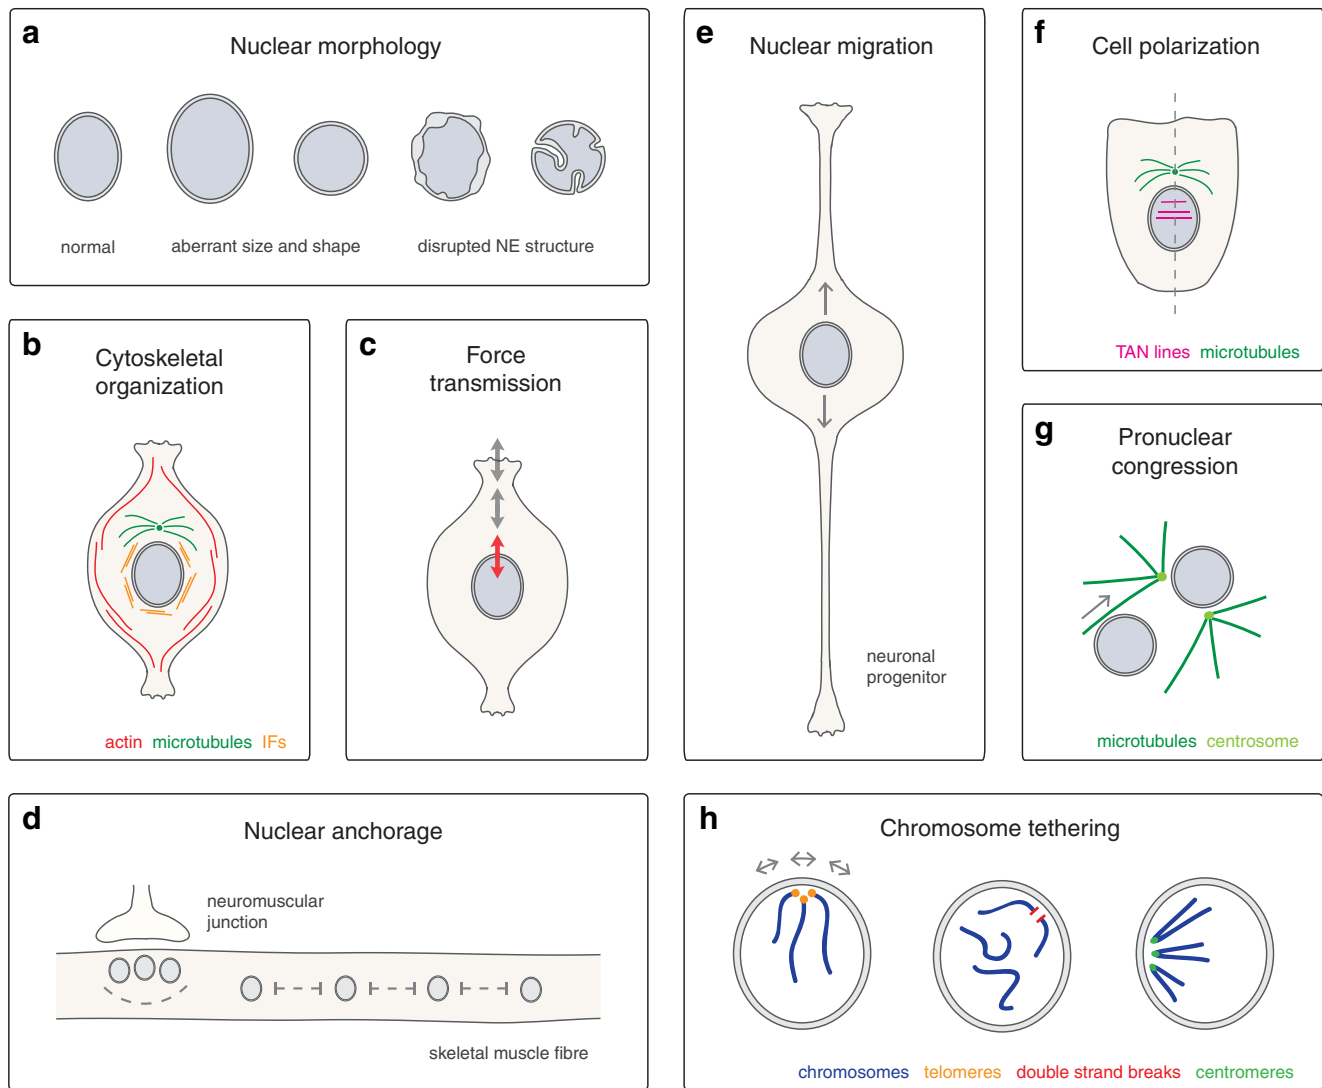 a
Nuclear morphology
normal
aberrant size and shape
disrupted NE structure
b
Cytoskeletal
organization
actin microtubules IFs
c
Force
transmission
d
Nuclear anchorage
neuromuscular
junction
skeletal muscle fibre
e
Nuclear migration
neuronal
progenitor
f
Cell polarization
TAN lines microtubules
g
Pronuclear
congression
microtubules centrosome
h
Chromosome tethering
chromosomes telomeres double strand breaks centromeres